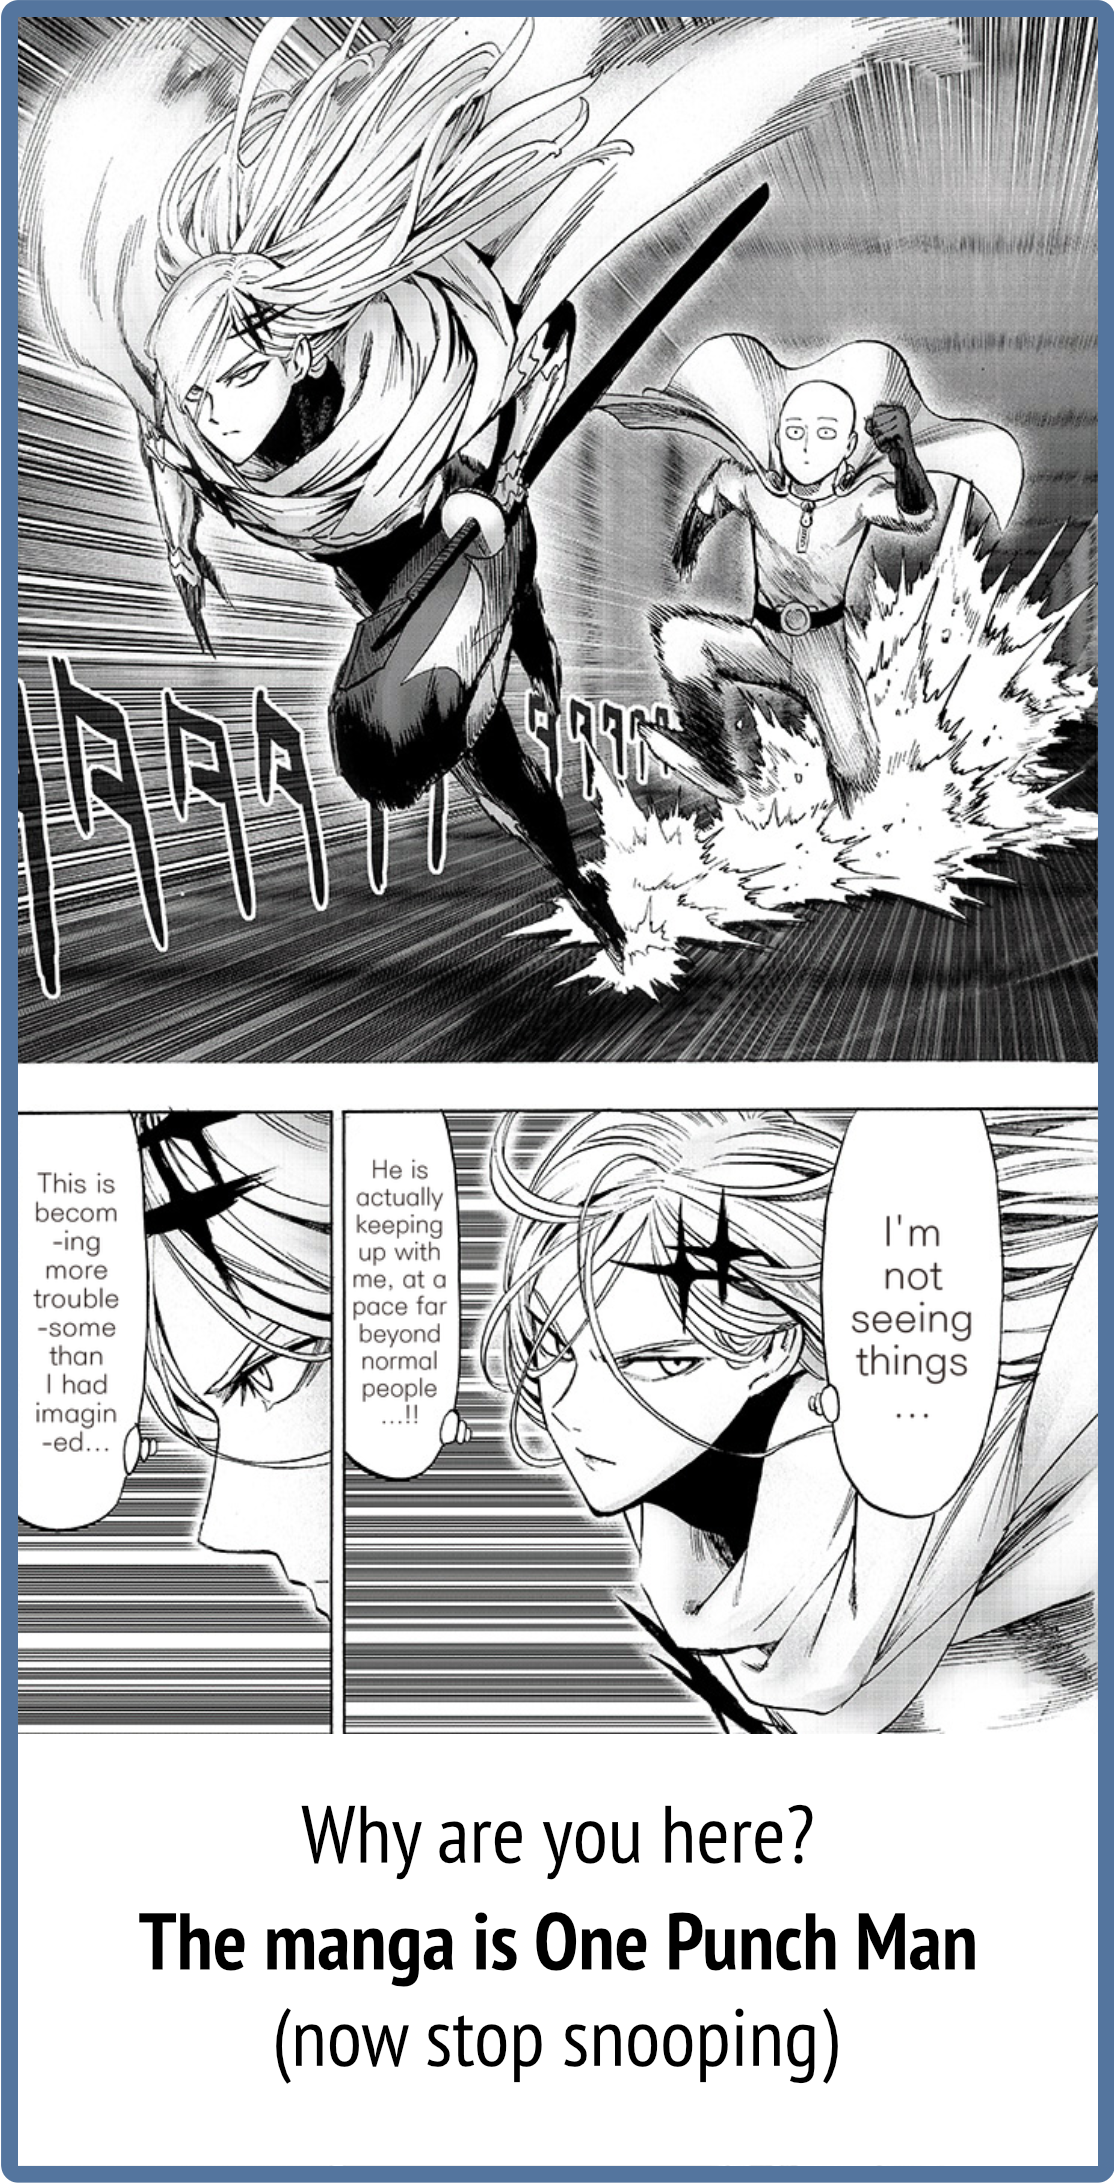 I'm
not
seeing
things
...
He is
actually
keeping
up with
me, at a
pace far
beyond
normal
people
...!!
This is
becom
-ing
more
trouble
-some
than
I had
imagin
-ed...
Why are you here?
The manga is One Punch Man
(now stop snooping)